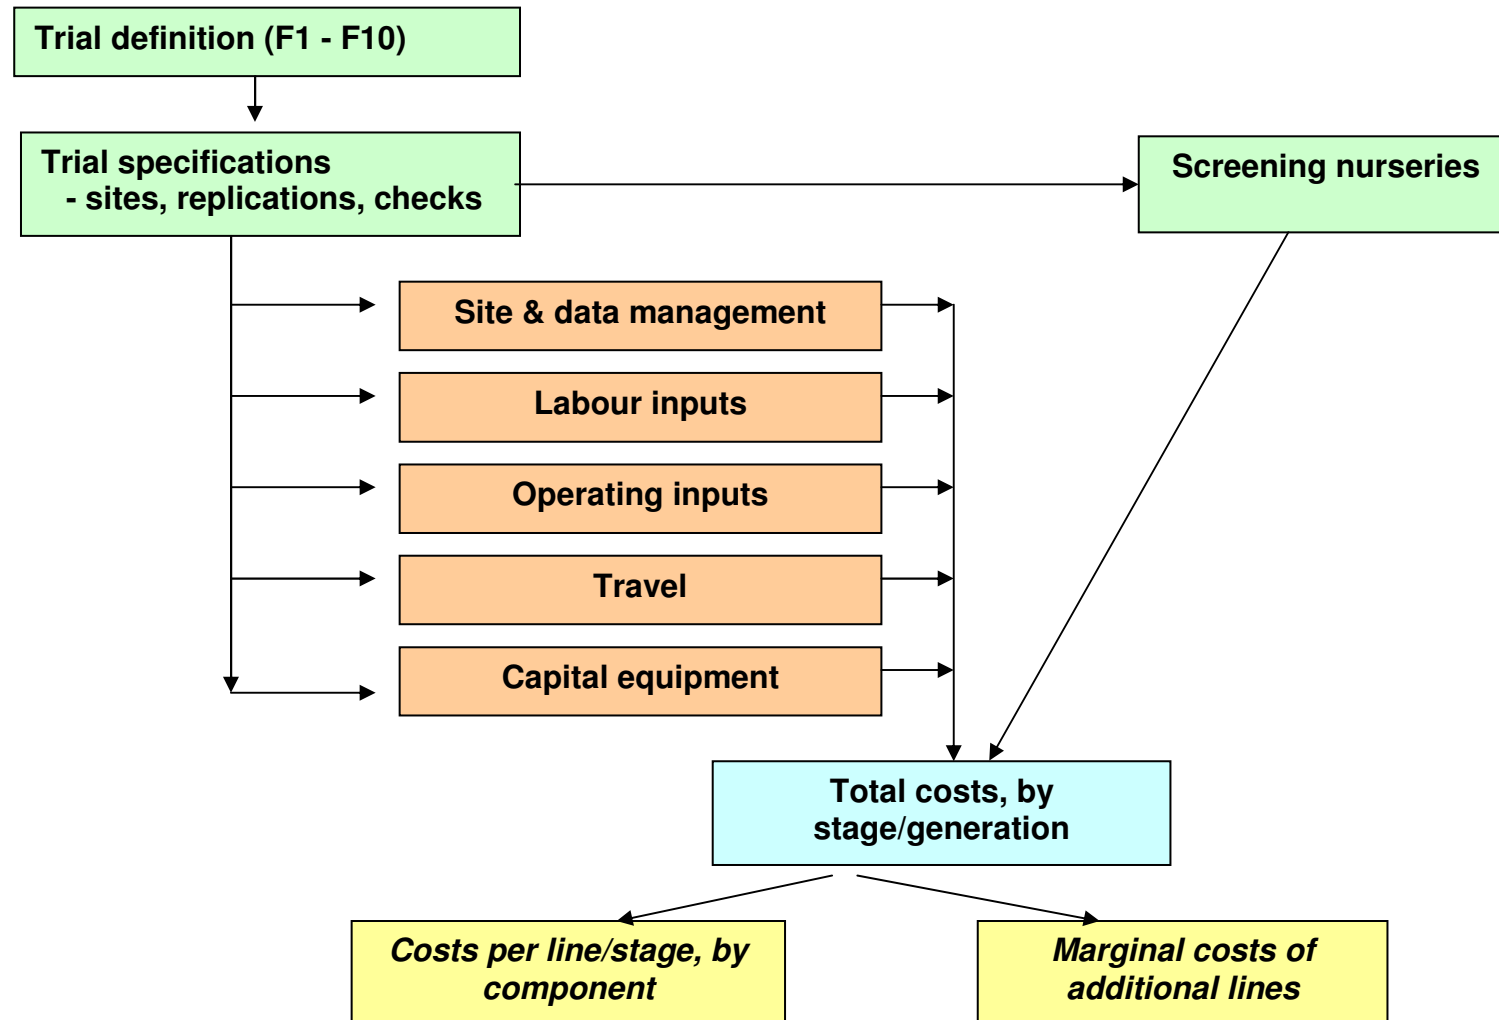 Trial definition (F1 - F10)
Trial specifications
- sites, replications, checks
Screening nurseries
Site & data management
Labour inputs
Operating inputs
Travel
Capital equipment
Total costs, by
stage/generation
Costs per line/stage, by
component
Marginal costs of
additional lines